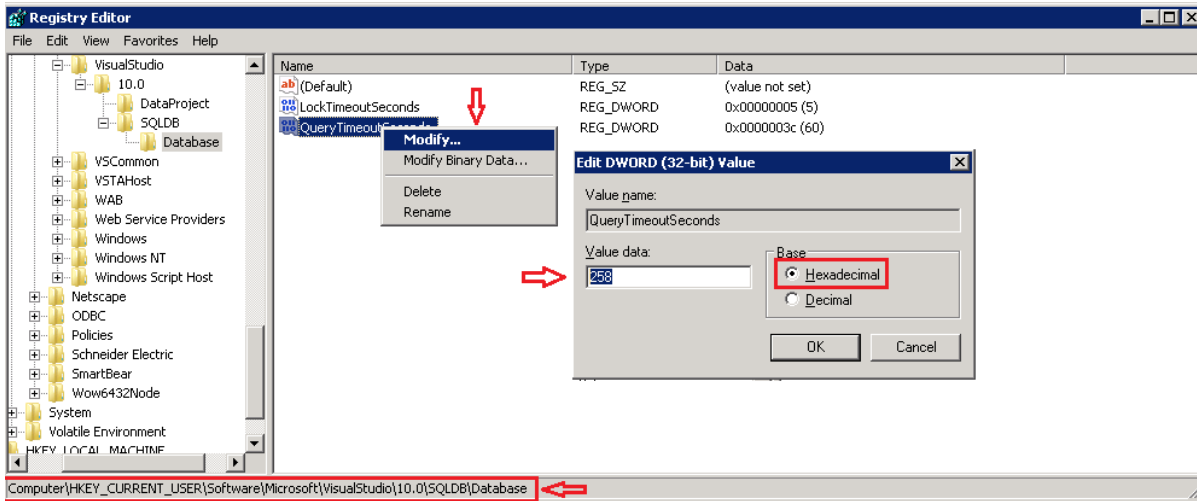 Registry Editor
File Edit View Favorites Help
VisualStudio
10.0
DataProject
SQLDB
Database
VSCommon
VSTAHost
WAB
Web Service Providers
Windows
Windows NT
Windows Script Host
Netscape
ODBC
Policies
Schneider Electric
SmartBear
Wow6432Node
System
Volatile Environment
HKEY_LOCAL_MACHINE
Name Type Data
ab (Default) REG_SZ (value not set)
LockTimeoutSeconds REG_DWORD 0x00000005 (5)
QueryTimeoutSeconds REG_DWORD 0x0000003c (60)
Modify...
Modify Binary Data...
Delete
Rename
Edit DWORD (32-bit) Value
Value name:
QueryTimeoutSeconds
Value data:
258
Base
Hexadecimal
Decimal
OK Cancel
Computer\HKEY_CURRENT_USER\Software\Microsoft\VisualStudio\10.0\SQLDB\Database